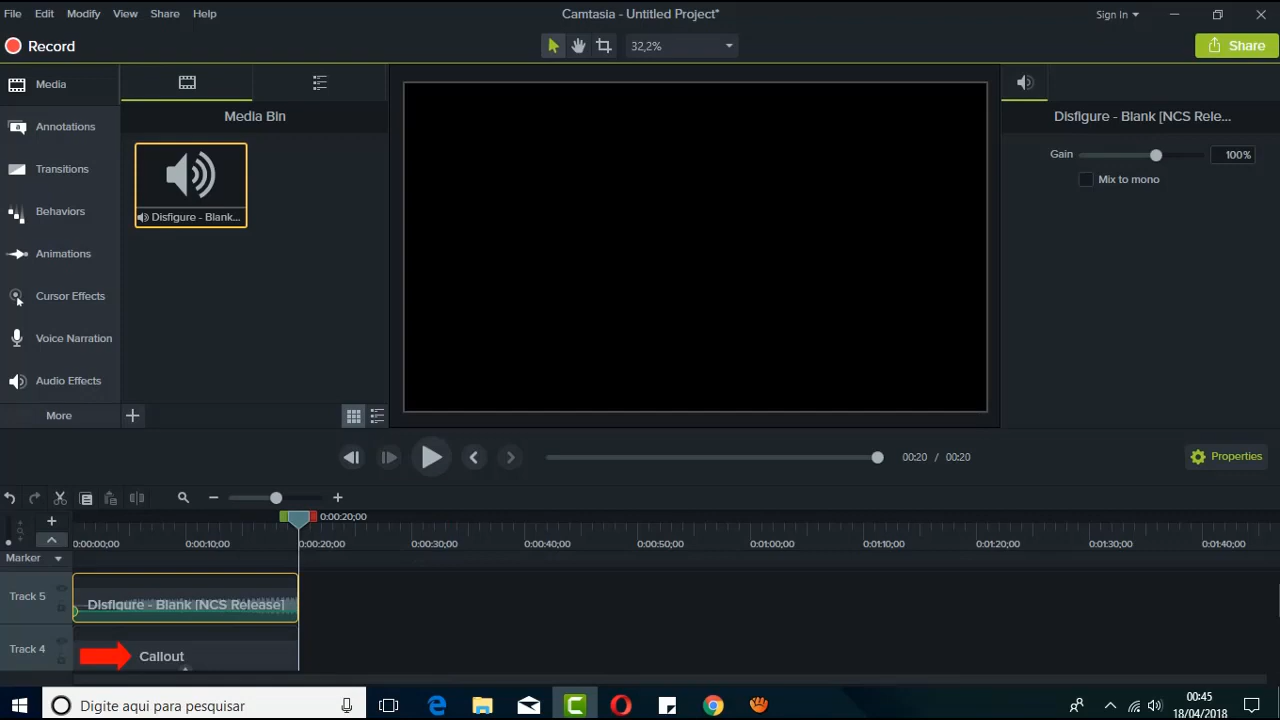 File Edit Modify View Share Help
Camtasia - Untitled Project*
Sign In
Record
32,2%
Share
Media
Annotations
Transitions
Behaviors
Animations
Cursor Effects
Voice Narration
Audio Effects
More
Media Bin
Disfigure - Blank...
Disfigure - Blank [NCS Rele...
Gain 100%
Mix to mono
00:20 / 00:20
Properties
0:00:20;00
0:00:00;00 0:00:10;00 0:00:20;00 0:00:30;00 0:00:40;00 0:00:50;00 0:01:00;00 0:01:10;00 0:01:20;00 0:01:30;00 0:01:40;00
Marker
Track 5
Disfigure - Blank [NCS Release]
Track 4
Callout
Digite aqui para pesquisar
00:45
18/04/2018